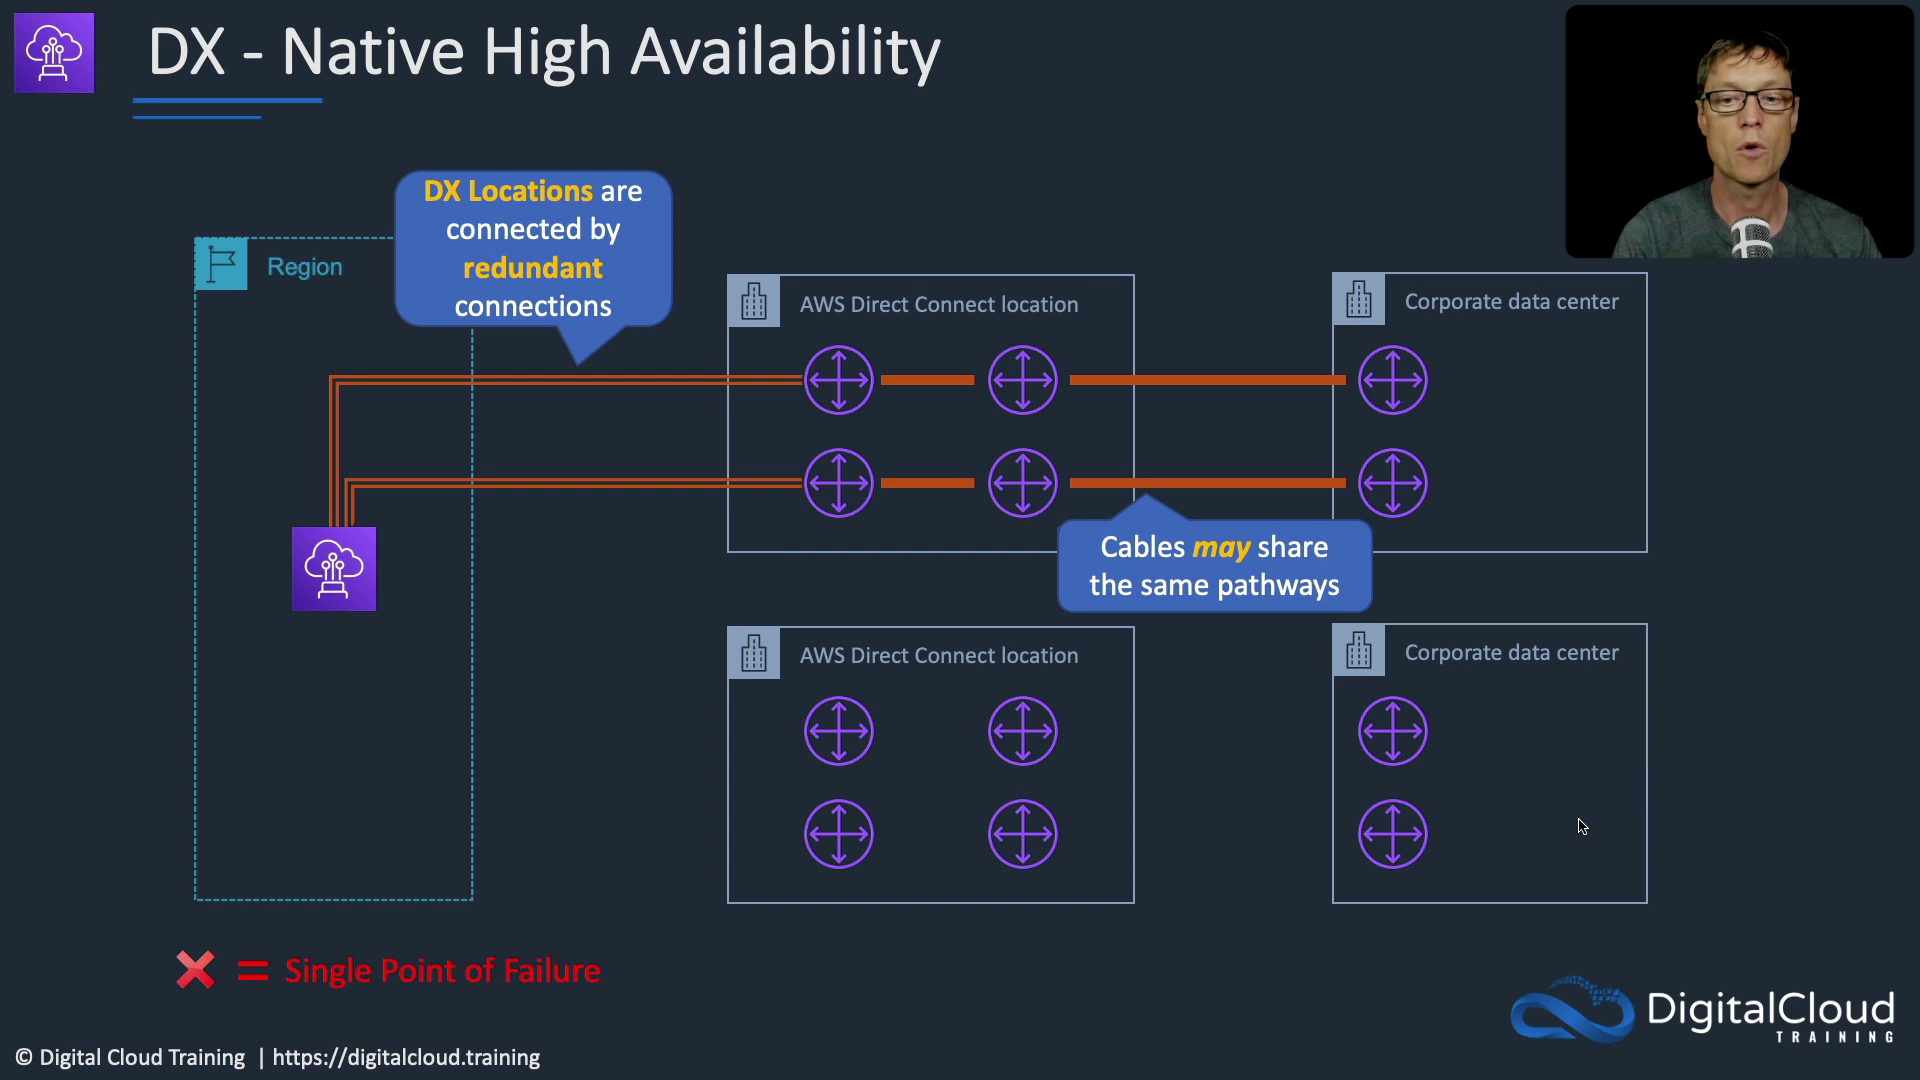 DX - Native High Availability
DX Locations are
connected by
redundant
connections
Region
AWS Direct Connect location
Corporate data center
Cables may share
the same pathways
AWS Direct Connect location
Corporate data center
= Single Point of Failure
DigitalCloud
TRAINING
© Digital Cloud Training | https://digitalcloud.training